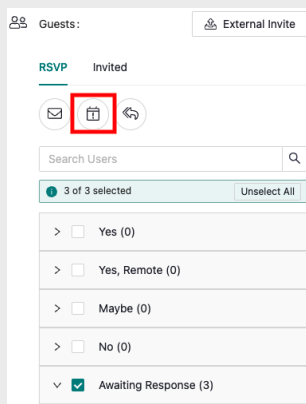 Guests:
External Invite
RSVP Invited
Search Users
3 of 3 selected Unselect All
Yes (0)
Yes, Remote (0)
Maybe (0)
No (0)
Awaiting Response (3)